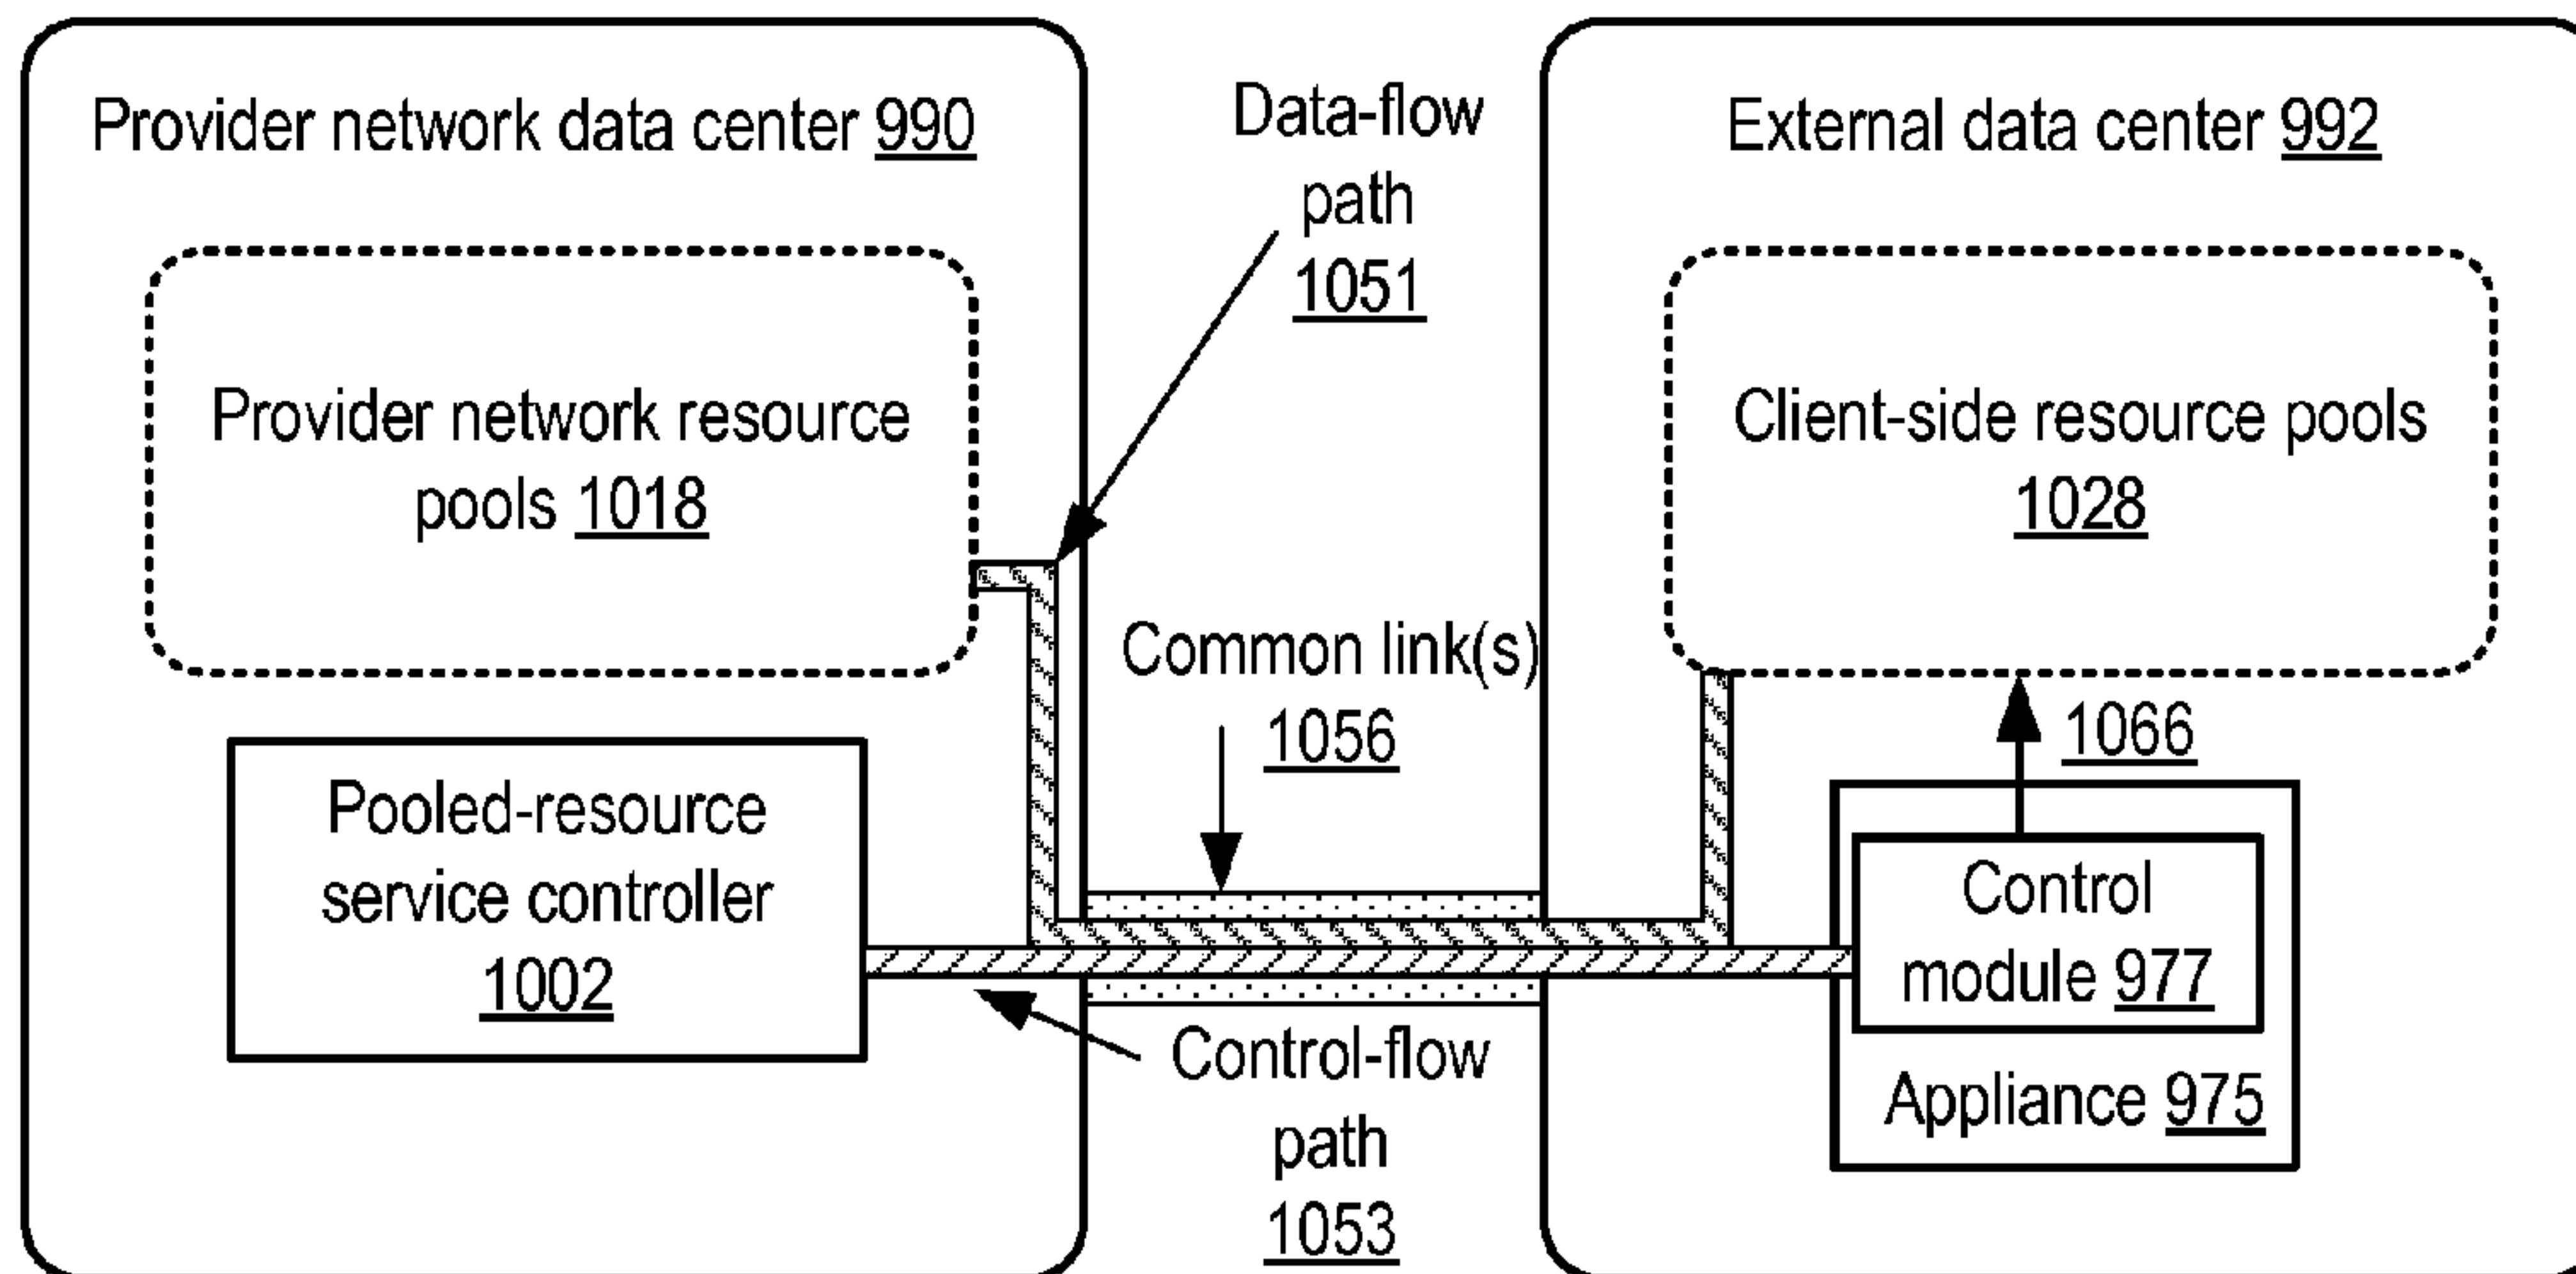 Provider network data center 990
Provider network resource
pools 1018
Pooled-resource
service controller
1002
Data-flow
path
1051
Common link(s)
1056
Control-flow
path
1053
External data center 992
Client-side resource pools
1028
1066
Control
module 977
Appliance 975